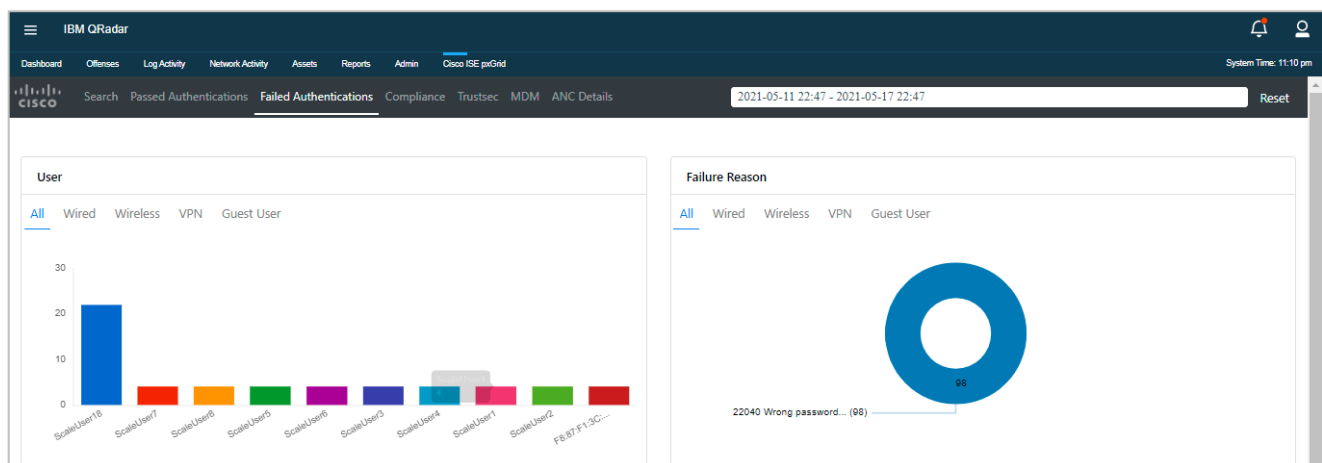 IBM QRadar
Dashboard Offenses Log Activity Network Activity Assets Reports Admin Cisco ISE pxGrid System Time: 11:10 pm
CISCO Search Passed Authentications Failed Authentications Compliance Trustsec MDM ANC Details 2021-05-11 22:47 - 2021-05-17 22:47 Reset
User
All Wired Wireless VPN Guest User
30
20
10
0
ScaleUser18 ScaleUser7 ScaleUser8 ScaleUser5 ScaleUser6 ScaleUser3 ScaleUser4 ScaleUser1 ScaleUser2 F8:87:F1:3C:...
Failure Reason
All Wired Wireless VPN Guest User
98
22040 Wrong password... (98)